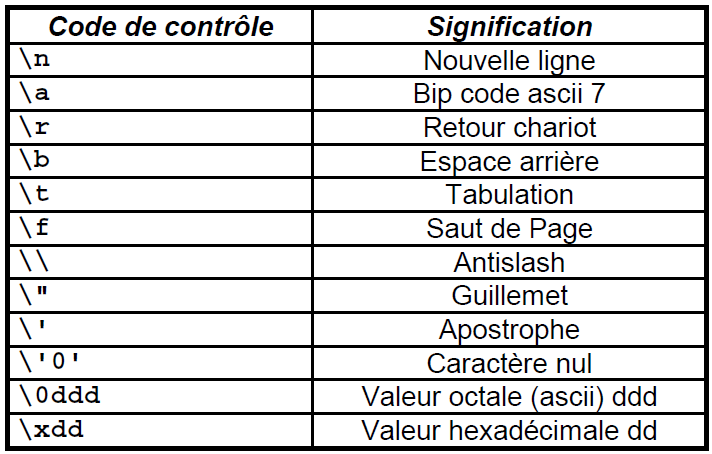 Code de contrôle Signification
\n Nouvelle ligne
\a Bip code ascii 7
\r Retour chariot
\b Espace arrière
\t Tabulation
\f Saut de Page
\\ Antislash
\" Guillemet
\' Apostrophe
\'0' Caractère nul
\0ddd Valeur octale (ascii) ddd
\xdd Valeur hexadécimale dd